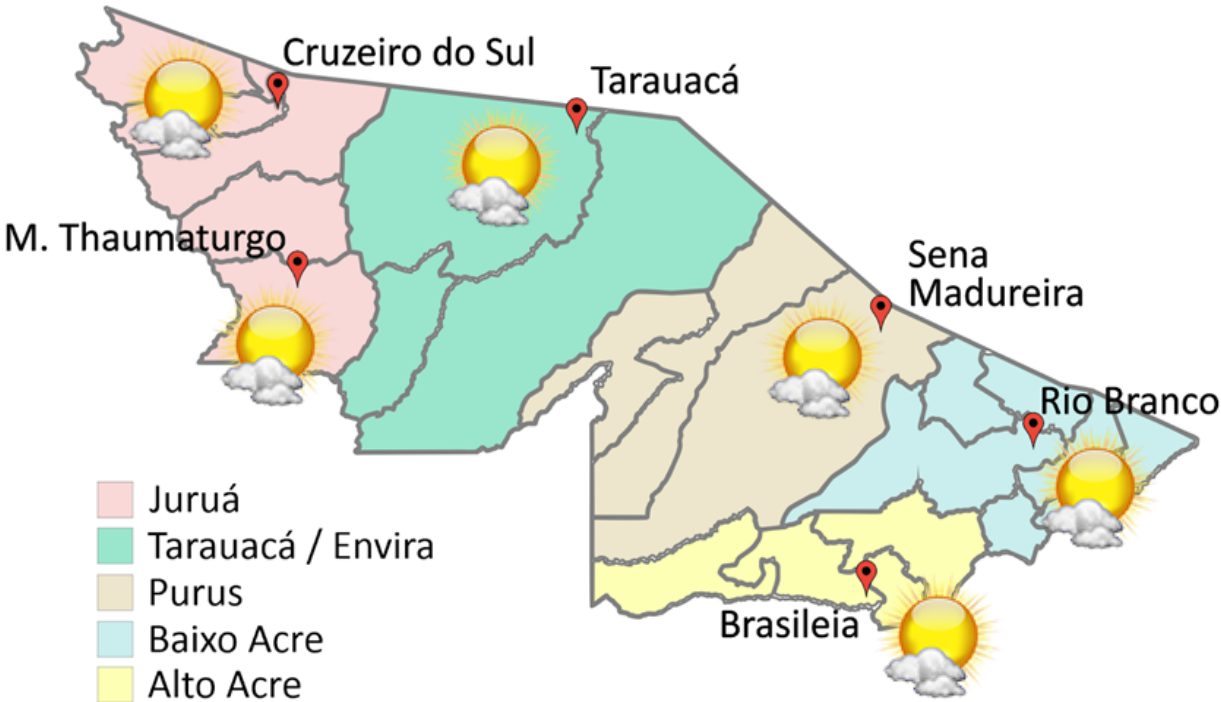 Cruzeiro do Sul
Tarauacá
M. Thaumaturgo
Sena
Madureira
Rio Branco
Brasileia
Juruá
Tarauacá / Envira
Purus
Baixo Acre
Alto Acre